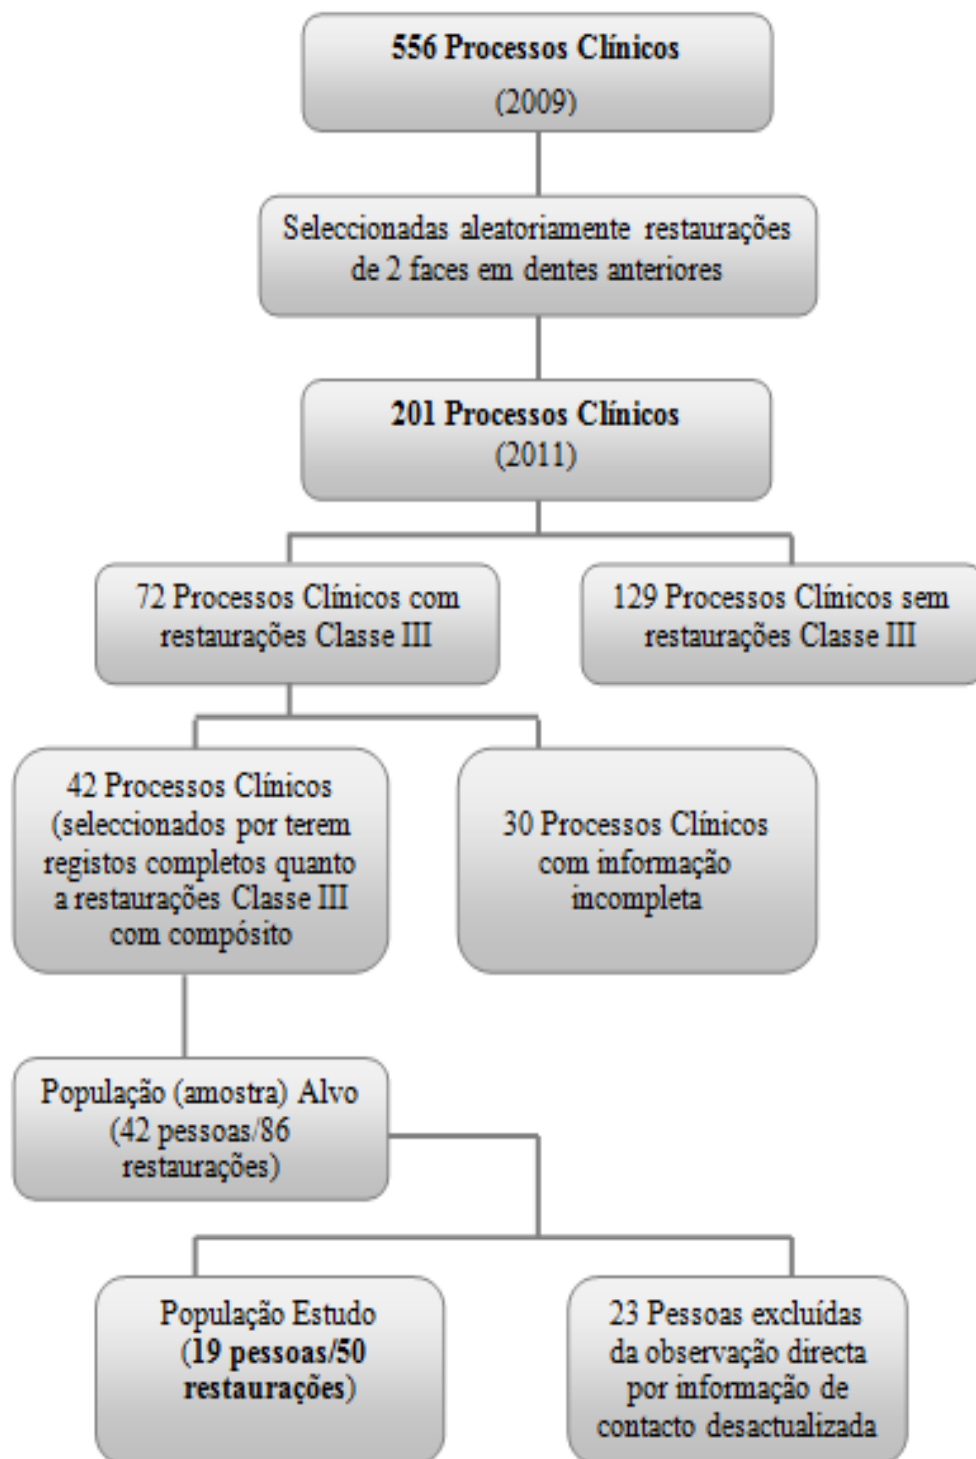 556 Processos Clínicos
(2009)
Seleccionadas aleatoriamente restaurações
de 2 faces em dentes anteriores
201 Processos Clínicos
(2011)
72 Processos Clínicos com
restaurações Classe III
129 Processos Clínicos sem
restaurações Classe III
42 Processos Clínicos
(seleccionados por terem
registos completos quanto
a restaurações Classe III
com compósito
30 Processos Clínicos
com informação
incompleta
População (amostra) Alvo
(42 pessoas/86
restaurações)
População Estudo
(19 pessoas/50
restaurações)
23 Pessoas excluídas
da observação directa
por informação de
contacto desactualizada